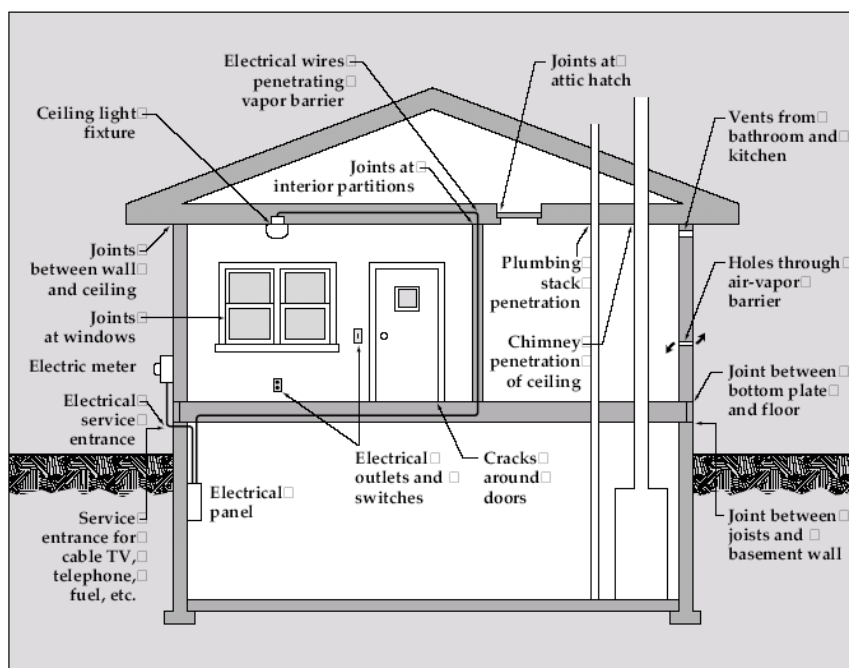 Electrical wires
penetrating
vapor barrier
Joints at
attic hatch
Ceiling light
fixture
Vents from
bathroom and
kitchen
Joints at
interior partitions
Joints
between wall
and ceiling
Plumbing
stack
penetration
Holes through
air-vapor
barrier
Joints
at windows
Chimney
penetration
of ceiling
Electric meter
Joint between
bottom plate
and floor
Electrical
service
entrance
Electrical
outlets and
switches
Cracks
around
doors
Electrical
panel
Service
entrance for
cable TV,
telephone,
fuel, etc.
Joint between
joists and
basement wall